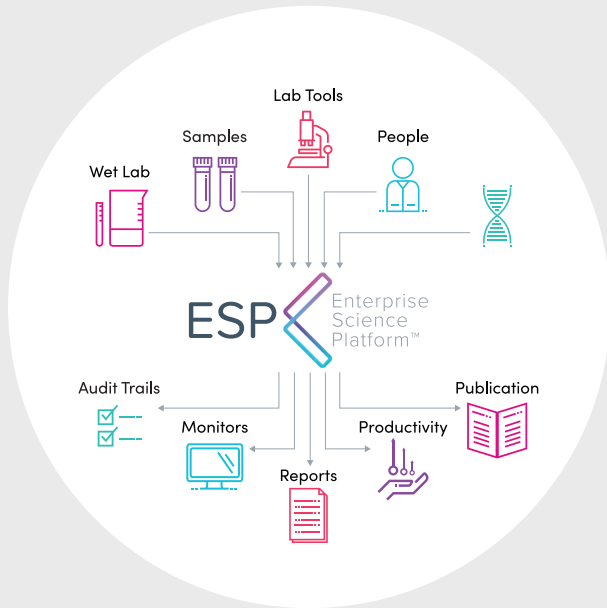 Lab Tools
Samples
People
Wet Lab
ESP
Enterprise
Science
Platform™
Audit Trails
Publication
Monitors
Productivity
Reports